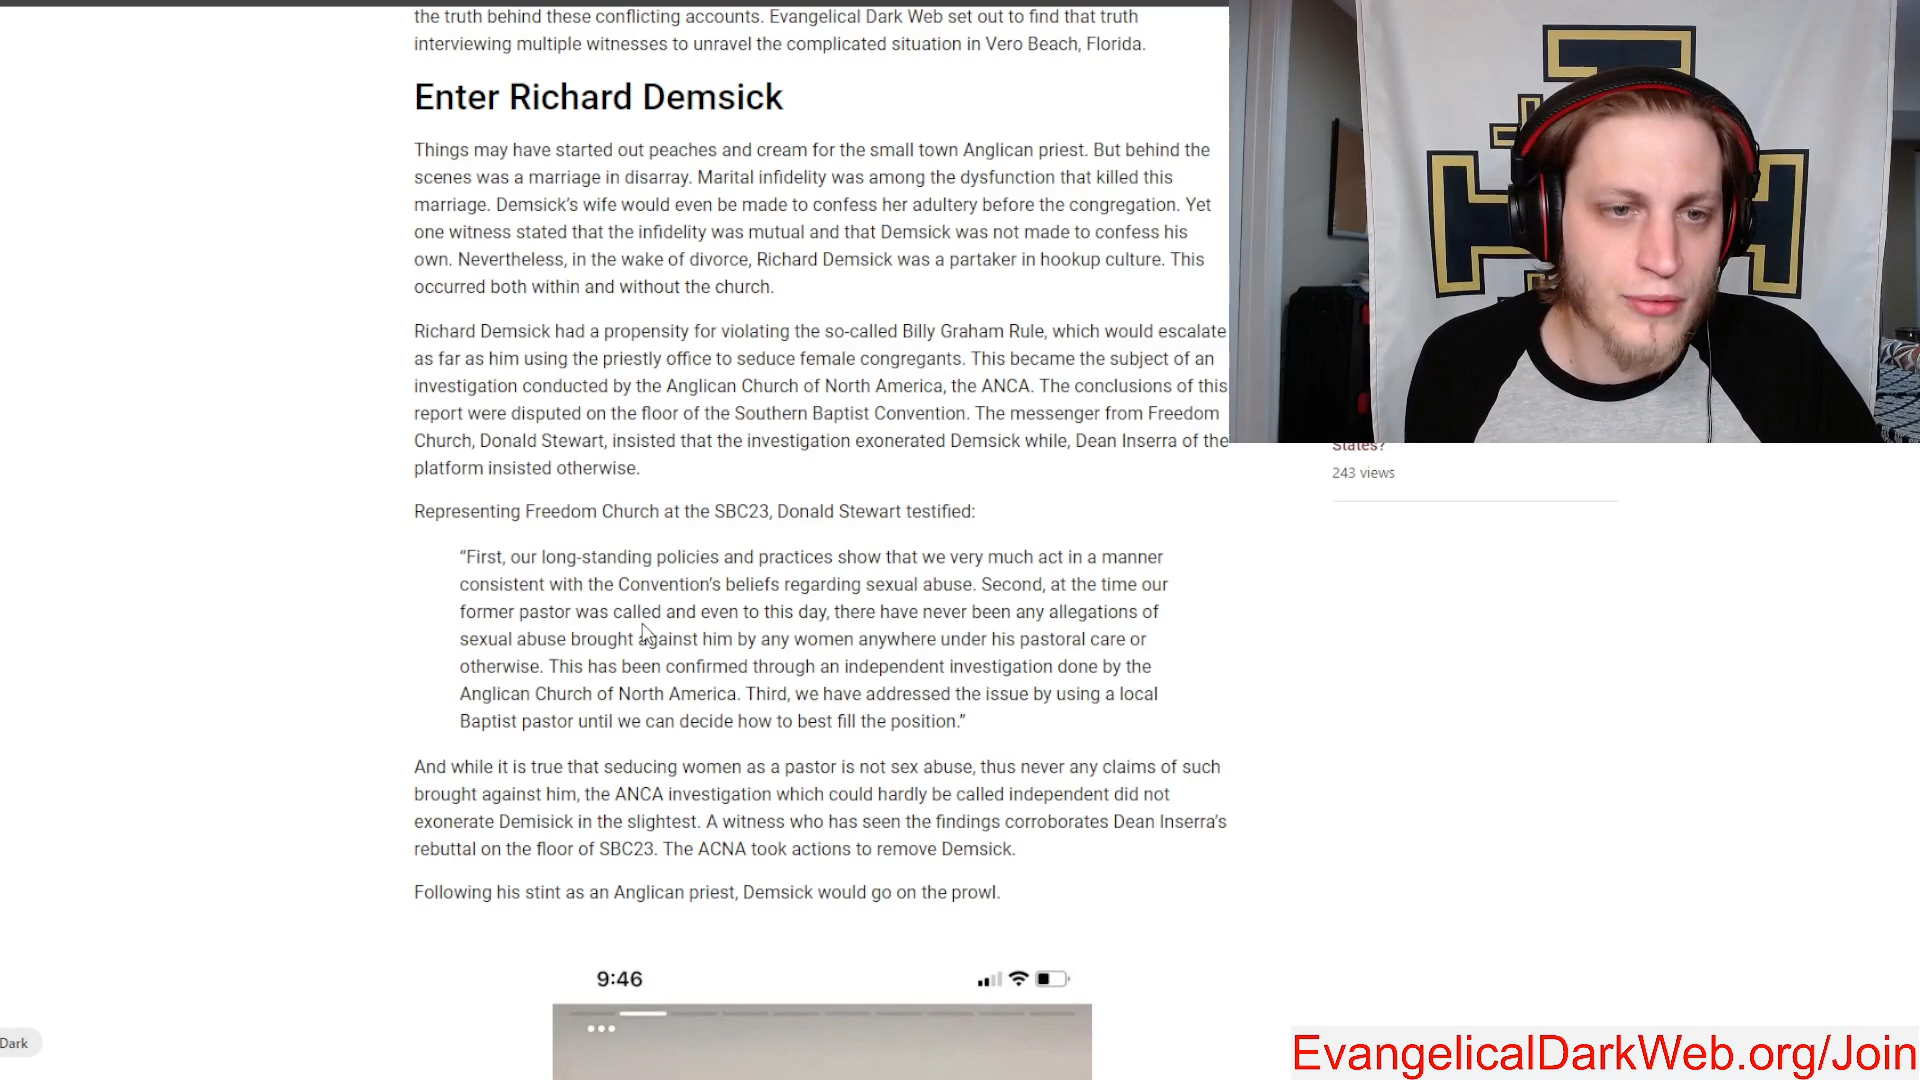 the truth behind these conflicting accounts. Evangelical Dark Web set out to find that truth
interviewing multiple witnesses to unravel the complicated situation in Vero Beach, Florida.
Enter Richard Demsick
Things may have started out peaches and cream for the small town Anglican priest. But behind the
scenes was a marriage in disarray. Marital infidelity was among the dysfunction that killed this
marriage. Demsick's wife would even be made to confess her adultery before the congregation. Yet
one witness stated that the infidelity was mutual and that Demsick was not made to confess his
own. Nevertheless, in the wake of divorce, Richard Demsick was a partaker in hookup culture. This
occurred both within and without the church.
Richard Demsick had a propensity for violating the so-called Billy Graham Rule, which would escalate
as far as him using the priestly office to seduce female congregants. This became the subject of an
investigation conducted by the Anglican Church of North America, the ANCA. The conclusions of this
report were disputed on the floor of the Southern Baptist Convention. The messenger from Freedom
Church, Donald Stewart, insisted that the investigation exonerated Demsick while, Dean Inserra of the
platform insisted otherwise.
Representing Freedom Church at the SBC23, Donald Stewart testified:
“First, our long-standing policies and practices show that we very much act in a manner
consistent with the Convention's beliefs regarding sexual abuse. Second, at the time our
former pastor was called and even to this day, there have never been any allegations of
sexual abuse brought against him by any women anywhere under his pastoral care or
otherwise. This has been confirmed through an independent investigation done by the
Anglican Church of North America. Third, we have addressed the issue by using a local
Baptist pastor until we can decide how to best fill the position.”
And while it is true that seducing women as a pastor is not sex abuse, thus never any claims of such
brought against him, the ANCA investigation which could hardly be called independent did not
exonerate Demisick in the slightest. A witness who has seen the findings corroborates Dean Inserra's
rebuttal on the floor of SBC23. The ACNA took actions to remove Demsick.
Following his stint as an Anglican priest, Demsick would go on the prowl.
9:46
States?
243 views
Dark
EvangelicalDarkWeb.org/Join